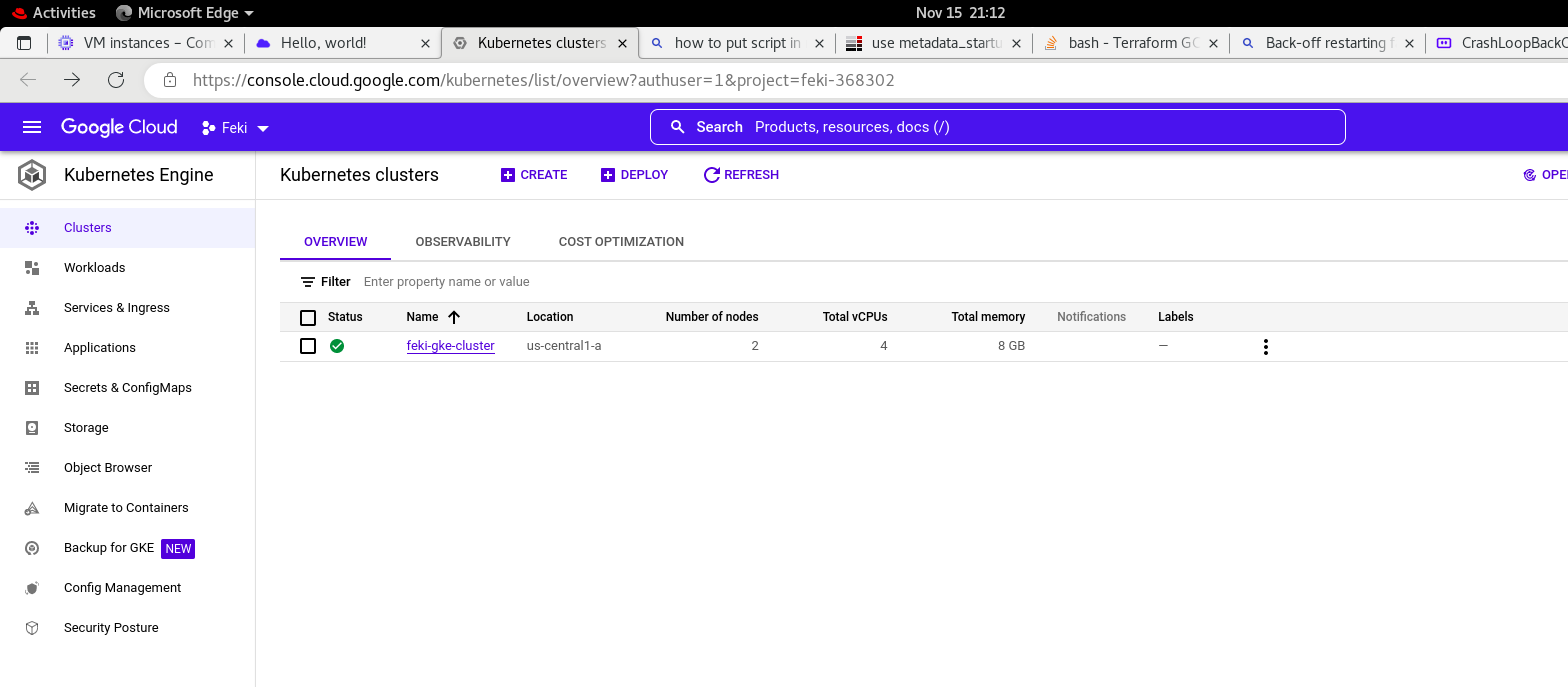 Activities Microsoft Edge Nov 15 21:12
VM instances – Com Hello, world! Kubernetes clusters how to put script in use metadata_startu bash - Terraform GC Back-off restarting f CrashLoopBackO
https://console.cloud.google.com/kubernetes/list/overview?authuser=1&project=feki-368302
Google Cloud Feki Search Products, resources, docs (/)
Kubernetes Engine Kubernetes clusters CREATE DEPLOY REFRESH OPE
Clusters
Workloads
Services & Ingress
Applications
Secrets & ConfigMaps
Storage
Object Browser
Migrate to Containers
Backup for GKE NEW
Config Management
Security Posture
OVERVIEW OBSERVABILITY COST OPTIMIZATION
Filter Enter property name or value
Status Name Location Number of nodes Total vCPUs Total memory Notifications Labels
feki-gke-cluster us-central1-a 2 4 8 GB —